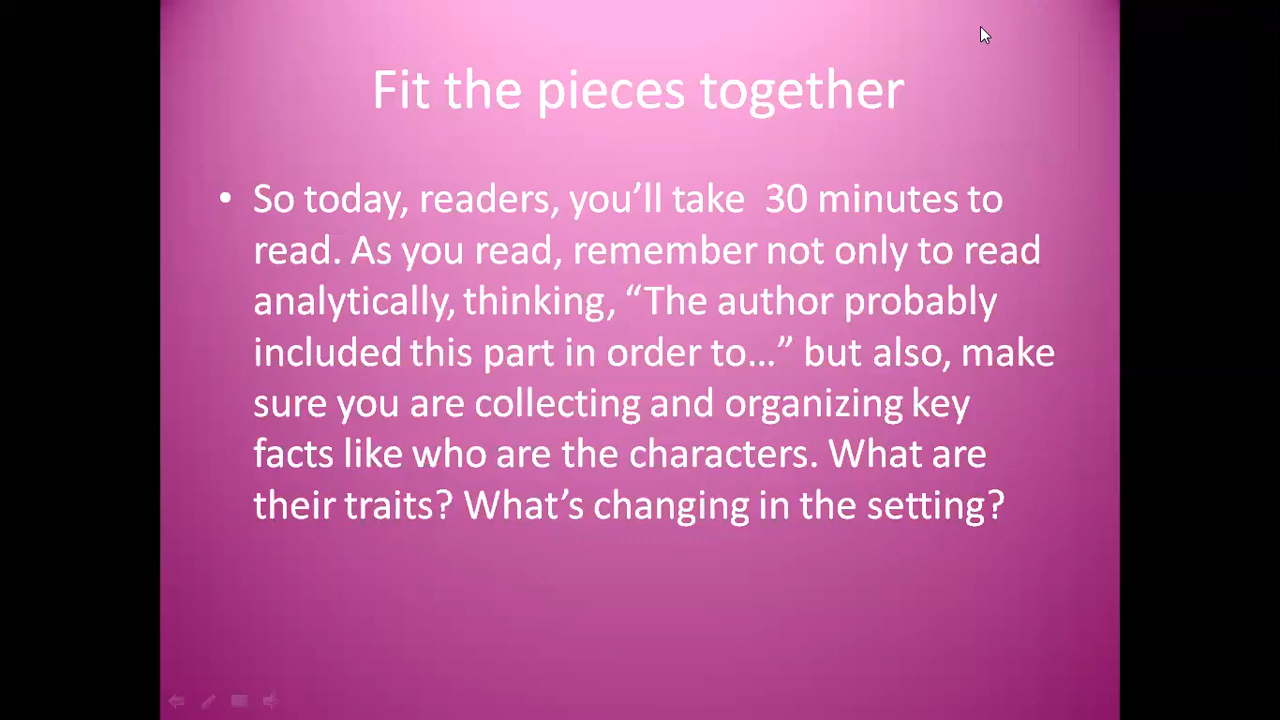 Fit the pieces together
• So today, readers, you’ll take  30 minutes to
read. As you read, remember not only to read
analytically, thinking, “The author probably
included this part in order to…” but also, make
sure you are collecting and organizing key
facts like who are the characters. What are
their traits? What’s changing in the setting?